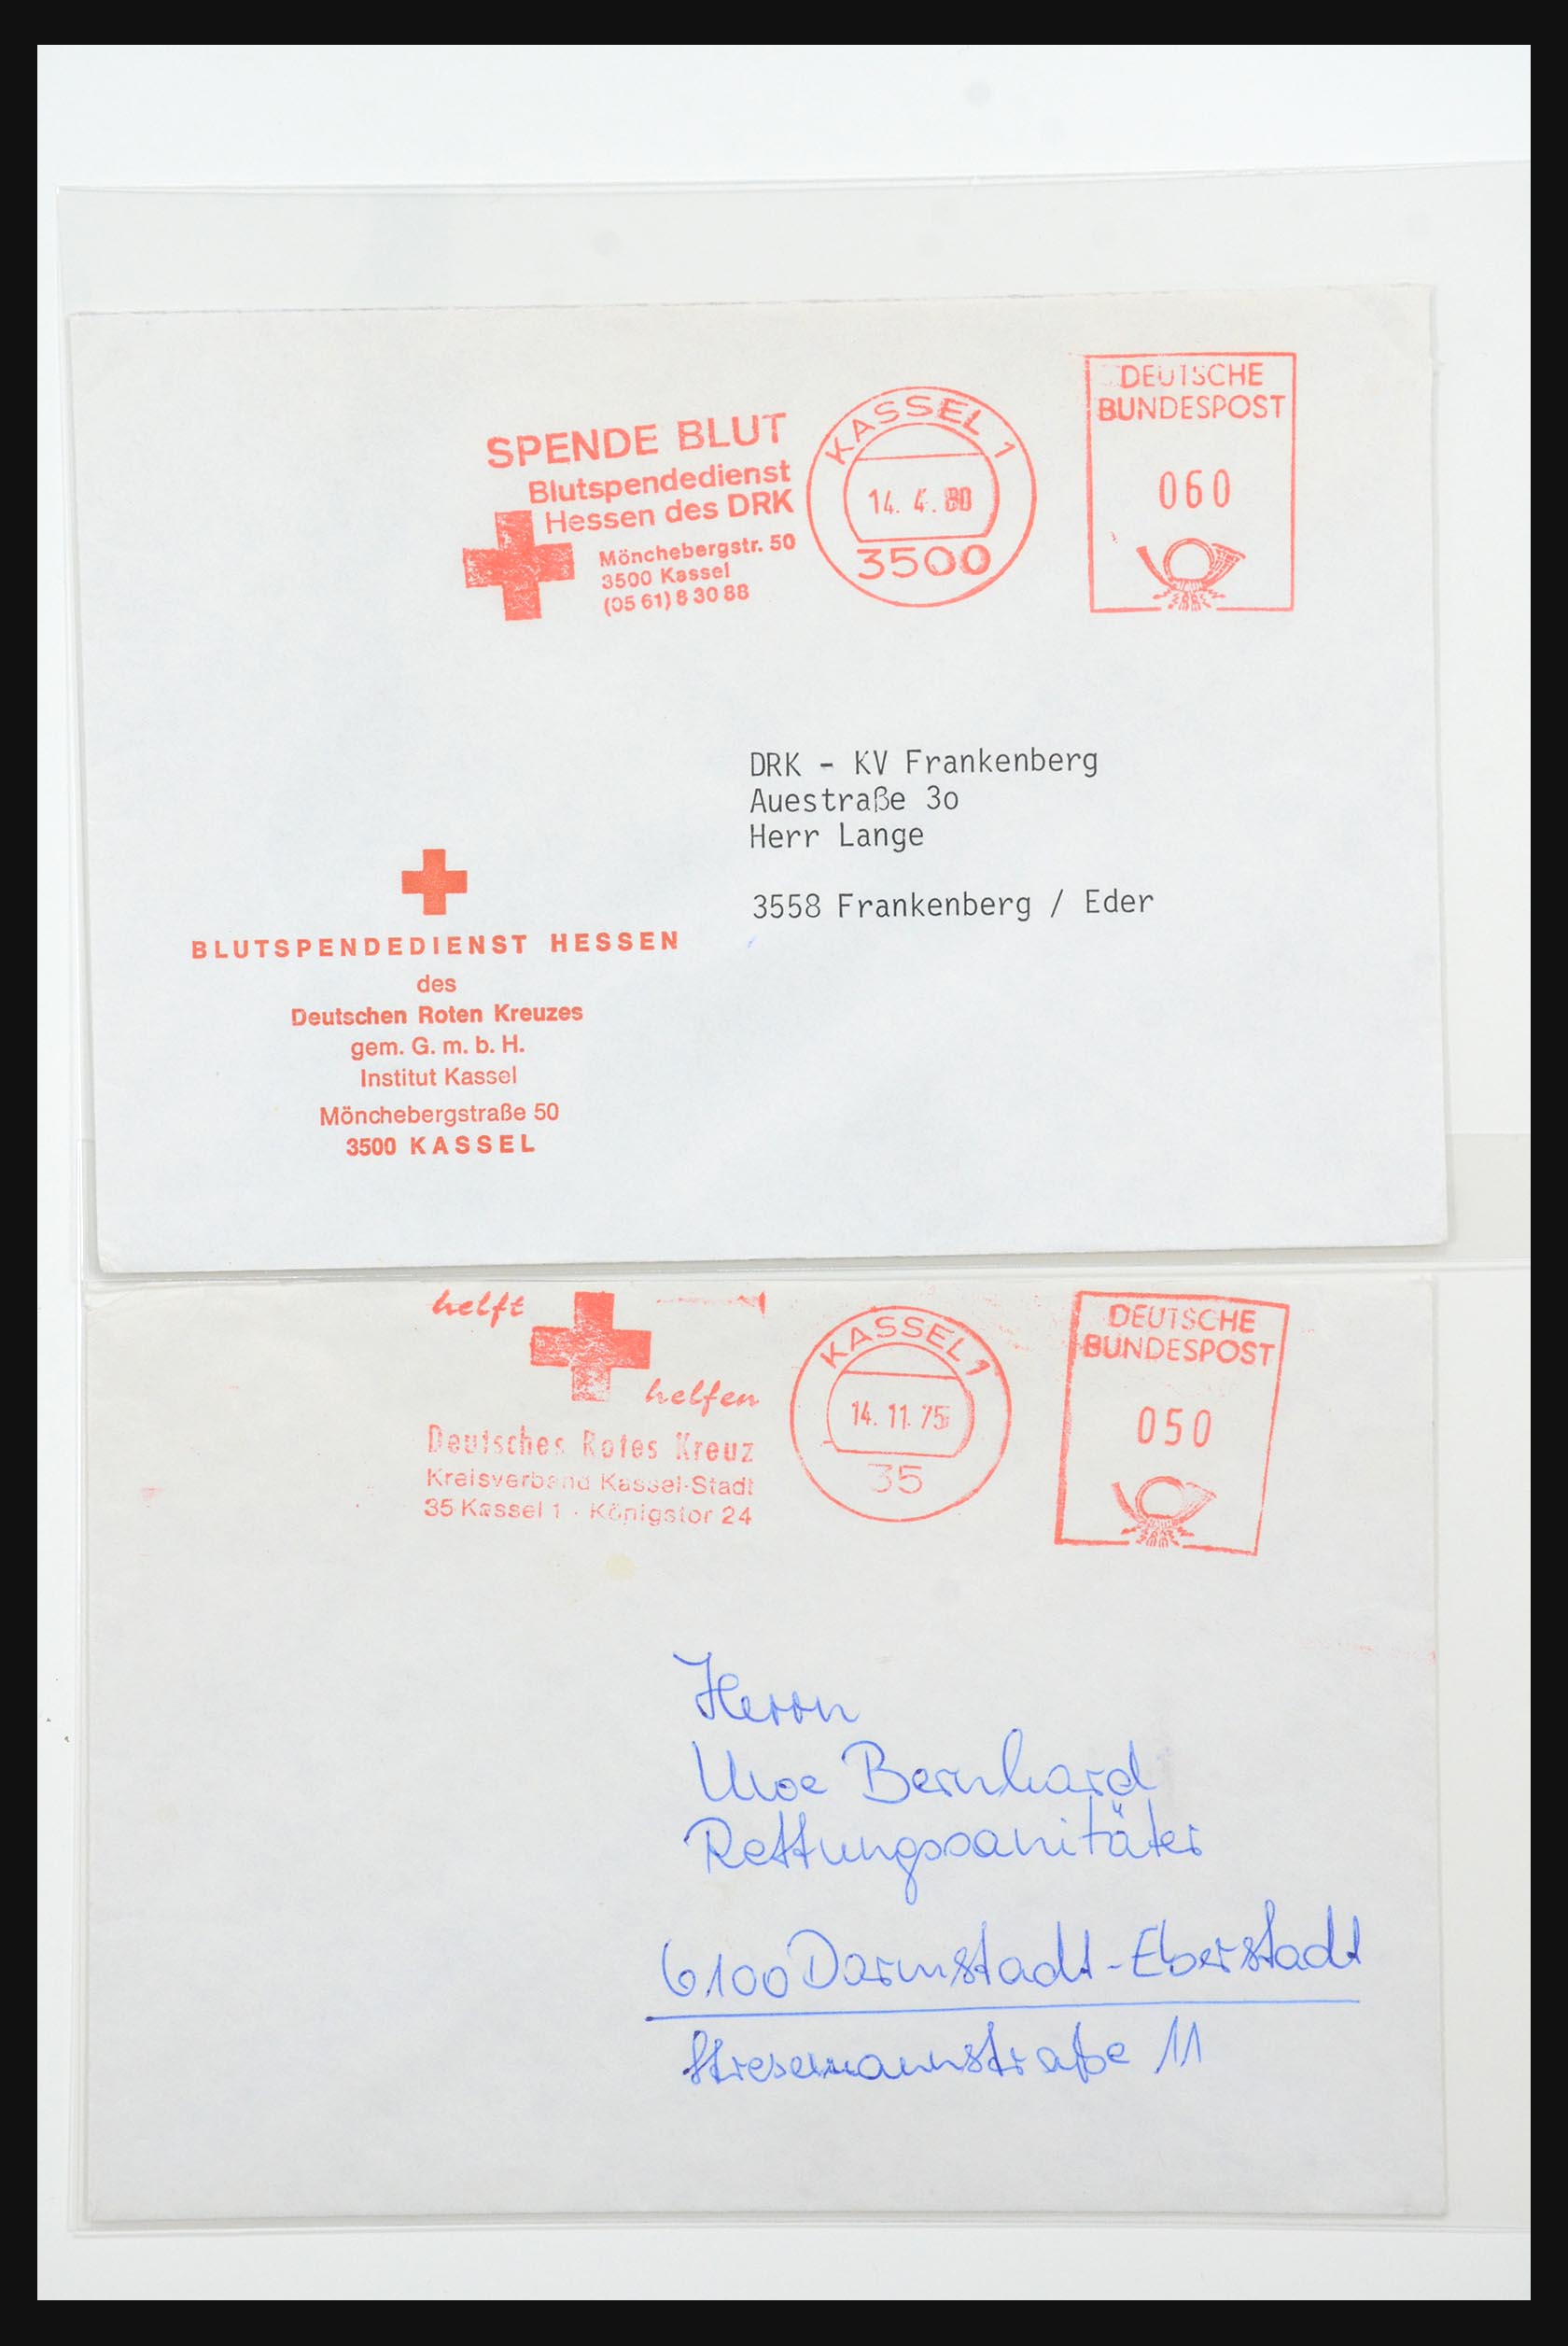 SPENDE BLUT
Blutspendedienst
Hessen des DRK
Mönchebergstr. 50
3500 Kassel
(05 61) 8 30 88
KASSEL 1
14. 4. 80
3500
DEUTSCHE
BUNDESPOST
060
DRK - KV Frankenberg
Auestraße 3o
Herr Lange
3558 Frankenberg / Eder
BLUTSPENDEDIENST HESSEN
des
Deutschen Roten Kreuzes
gem. G. m. b. H.
Institut Kassel
Mönchebergstraße 50
3500 KASSEL
helft
helfen
Deutsches Rotes Kreuz
Kreisverband Kassel-Stadt
35 Kassel 1 · Königstor 24
KASSEL 1
14. 11. 75
35
DEUTSCHE
BUNDESPOST
050
Herrn
Uwe Bernhard
Rettungssanitäter
6100 Darmstadt-Eberstadt
Stresemannstraße 11